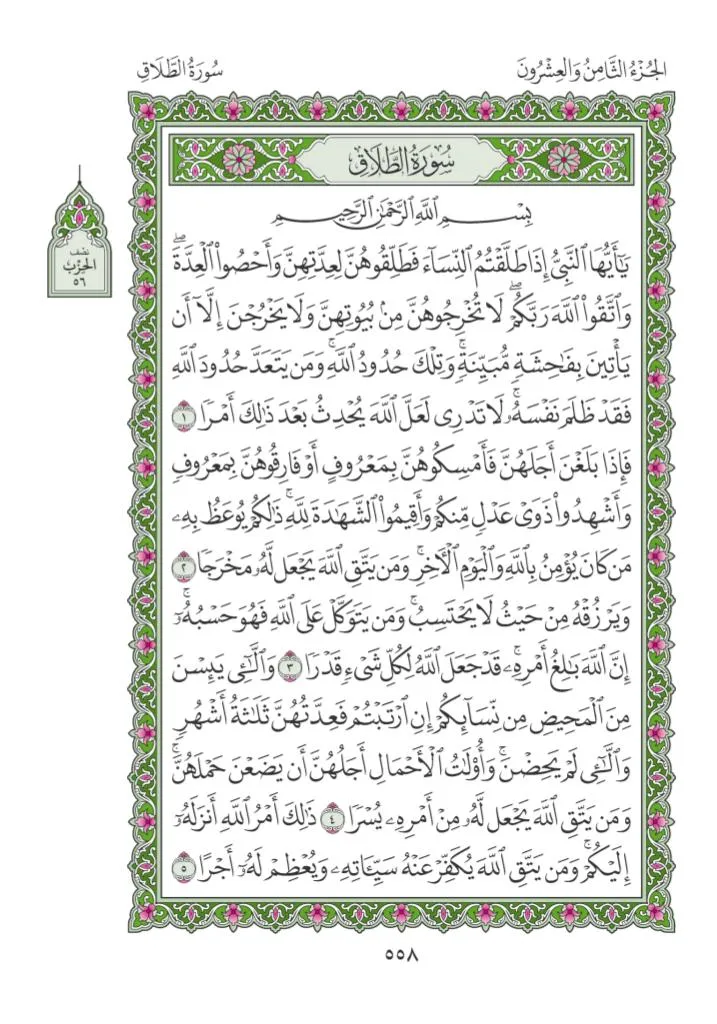 الجُزْءُ الثَّامِنُ وَالعِشْرُونَ
سُورَةُ الطَّلَاقِ
سُورَةُ الطَّلَاقِ
نِصْف
الحِزْب
٥٦
بِسْمِ ٱللَّهِ ٱلرَّحْمَٰنِ ٱلرَّحِيمِ
يَٰٓأَيُّهَا ٱلنَّبِيُّ إِذَا طَلَّقْتُمُ ٱلنِّسَآءَ فَطَلِّقُوهُنَّ لِعِدَّتِهِنَّ وَأَحْصُوا۟ ٱلْعِدَّةَۖ
وَٱتَّقُوا۟ ٱللَّهَ رَبَّكُمْۖ لَا تُخْرِجُوهُنَّ مِنۢ بُيُوتِهِنَّ وَلَا يَخْرُجْنَ إِلَّآ أَن
يَأْتِينَ بِفَٰحِشَةٍ مُّبَيِّنَةٍۚ وَتِلْكَ حُدُودُ ٱللَّهِۚ وَمَن يَتَعَدَّ حُدُودَ ٱللَّهِ
فَقَدْ ظَلَمَ نَفْسَهُۥۚ لَا تَدْرِى لَعَلَّ ٱللَّهَ يُحْدِثُ بَعْدَ ذَٰلِكَ أَمْرًا ١
فَإِذَا بَلَغْنَ أَجَلَهُنَّ فَأَمْسِكُوهُنَّ بِمَعْرُوفٍ أَوْ فَارِقُوهُنَّ بِمَعْرُوفٍ
وَأَشْهِدُوا۟ ذَوَىْ عَدْلٍ مِّنكُمْ وَأَقِيمُوا۟ ٱلشَّهَٰدَةَ لِلَّهِۚ ذَٰلِكُمْ يُوعَظُ بِهِۦ
مَن كَانَ يُؤْمِنُ بِٱللَّهِ وَٱلْيَوْمِ ٱلْءَاخِرِۚ وَمَن يَتَّقِ ٱللَّهَ يَجْعَل لَّهُۥ مَخْرَجًا ٢
وَيَرْزُقْهُ مِنْ حَيْثُ لَا يَحْتَسِبُۚ وَمَن يَتَوَكَّلْ عَلَى ٱللَّهِ فَهُوَ حَسْبُهُۥٓۚ
إِنَّ ٱللَّهَ بَٰلِغُ أَمْرِهِۦۚ قَدْ جَعَلَ ٱللَّهُ لِكُلِّ شَىْءٍ قَدْرًا ٣ وَٱلَّٰٓـِٔى يَئِسْنَ
مِنَ ٱلْمَحِيضِ مِن نِّسَآئِكُمْ إِنِ ٱرْتَبْتُمْ فَعِدَّتُهُنَّ ثَلَٰثَةُ أَشْهُرٍ
وَٱلَّٰٓـِٔى لَمْ يَحِضْنَۚ وَأُو۟لَٰتُ ٱلْأَحْمَالِ أَجَلُهُنَّ أَن يَضَعْنَ حَمْلَهُنَّۚ
وَمَن يَتَّقِ ٱللَّهَ يَجْعَل لَّهُۥ مِنْ أَمْرِهِۦ يُسْرًا ٤ ذَٰلِكَ أَمْرُ ٱللَّهِ أَنزَلَهُۥٓ
إِلَيْكُمْۚ وَمَن يَتَّقِ ٱللَّهَ يُكَفِّرْ عَنْهُ سَيِّـَٔاتِهِۦ وَيُعْظِمْ لَهُۥٓ أَجْرًا ٥
٥٥٨